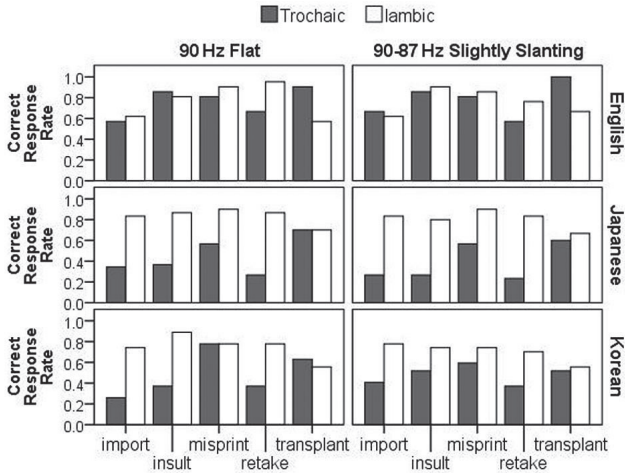 Trochaic Iambic
90 Hz Flat 90-87 Hz Slightly Slanting
Correct Response Rate
1.0
0.8
0.6
0.4
0.2
0.0
English
Correct Response Rate
1.0
0.8
0.6
0.4
0.2
0.0
Japanese
Correct Response Rate
1.0
0.8
0.6
0.4
0.2
0.0
Korean
import misprint transplant import misprint transplant
insult retake insult retake